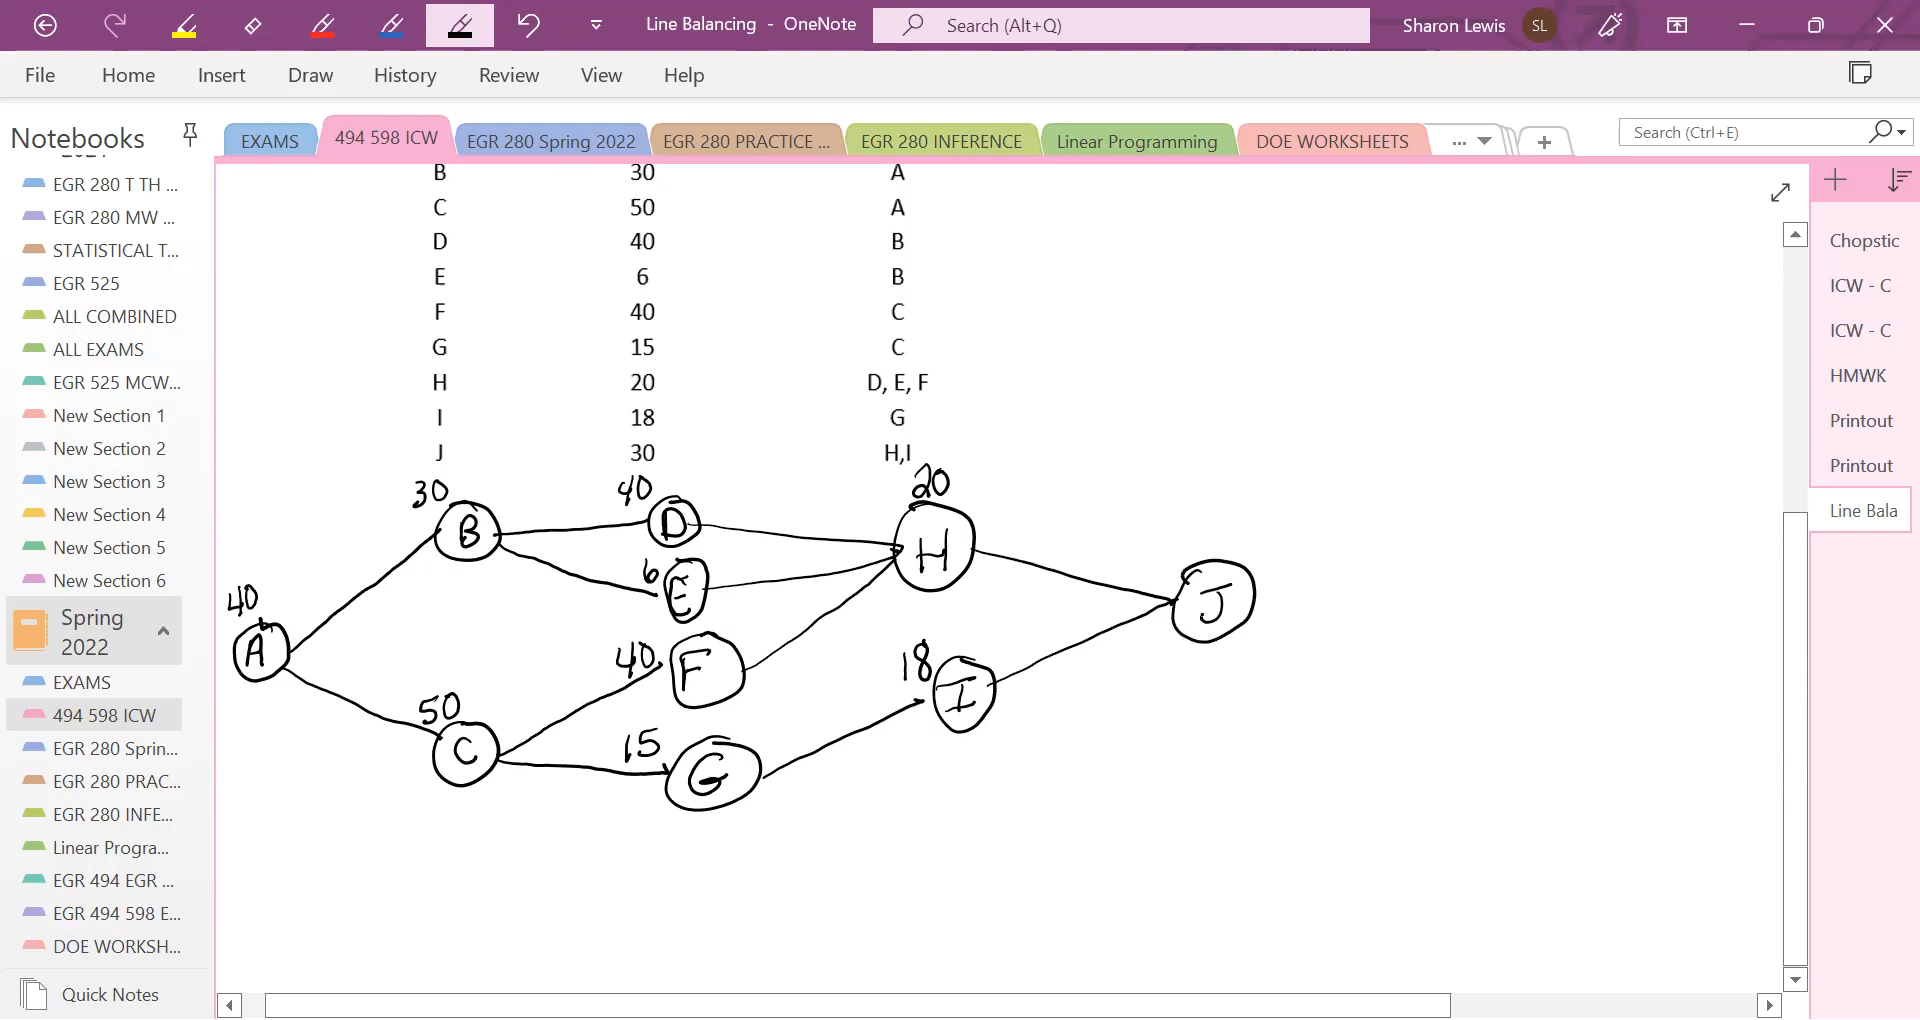 Line Balancing - OneNote
Search (Alt+Q)
Sharon Lewis
SL
File Home Insert Draw History Review View Help
Notebooks
EXAMS
494 598 ICW
EGR 280 Spring 2022
EGR 280 PRACTICE ...
EGR 280 INFERENCE
Linear Programming
DOE WORKSHEETS
...
Search (Ctrl+E)
EGR 280 T TH ...
EGR 280 MW ...
STATISTICAL T...
EGR 525
ALL COMBINED
ALL EXAMS
EGR 525 MCW...
New Section 1
New Section 2
New Section 3
New Section 4
New Section 5
New Section 6
Spring
2022
EXAMS
494 598 ICW
EGR 280 Sprin...
EGR 280 PRAC...
EGR 280 INFE...
Linear Progra...
EGR 494 EGR ...
EGR 494 598 E...
DOE WORKSH...
Quick Notes
B 30 A
C 50 A
D 40 B
E 6 B
F 40 C
G 15 C
H 20 D, E, F
I 18 G
J 30 H,I
30 40 20
B D H
6 E
40 J
A
40 F 18 I
50
C 15 G
Chopstic
ICW - C
ICW - C
HMWK
Printout
Printout
Line Bala